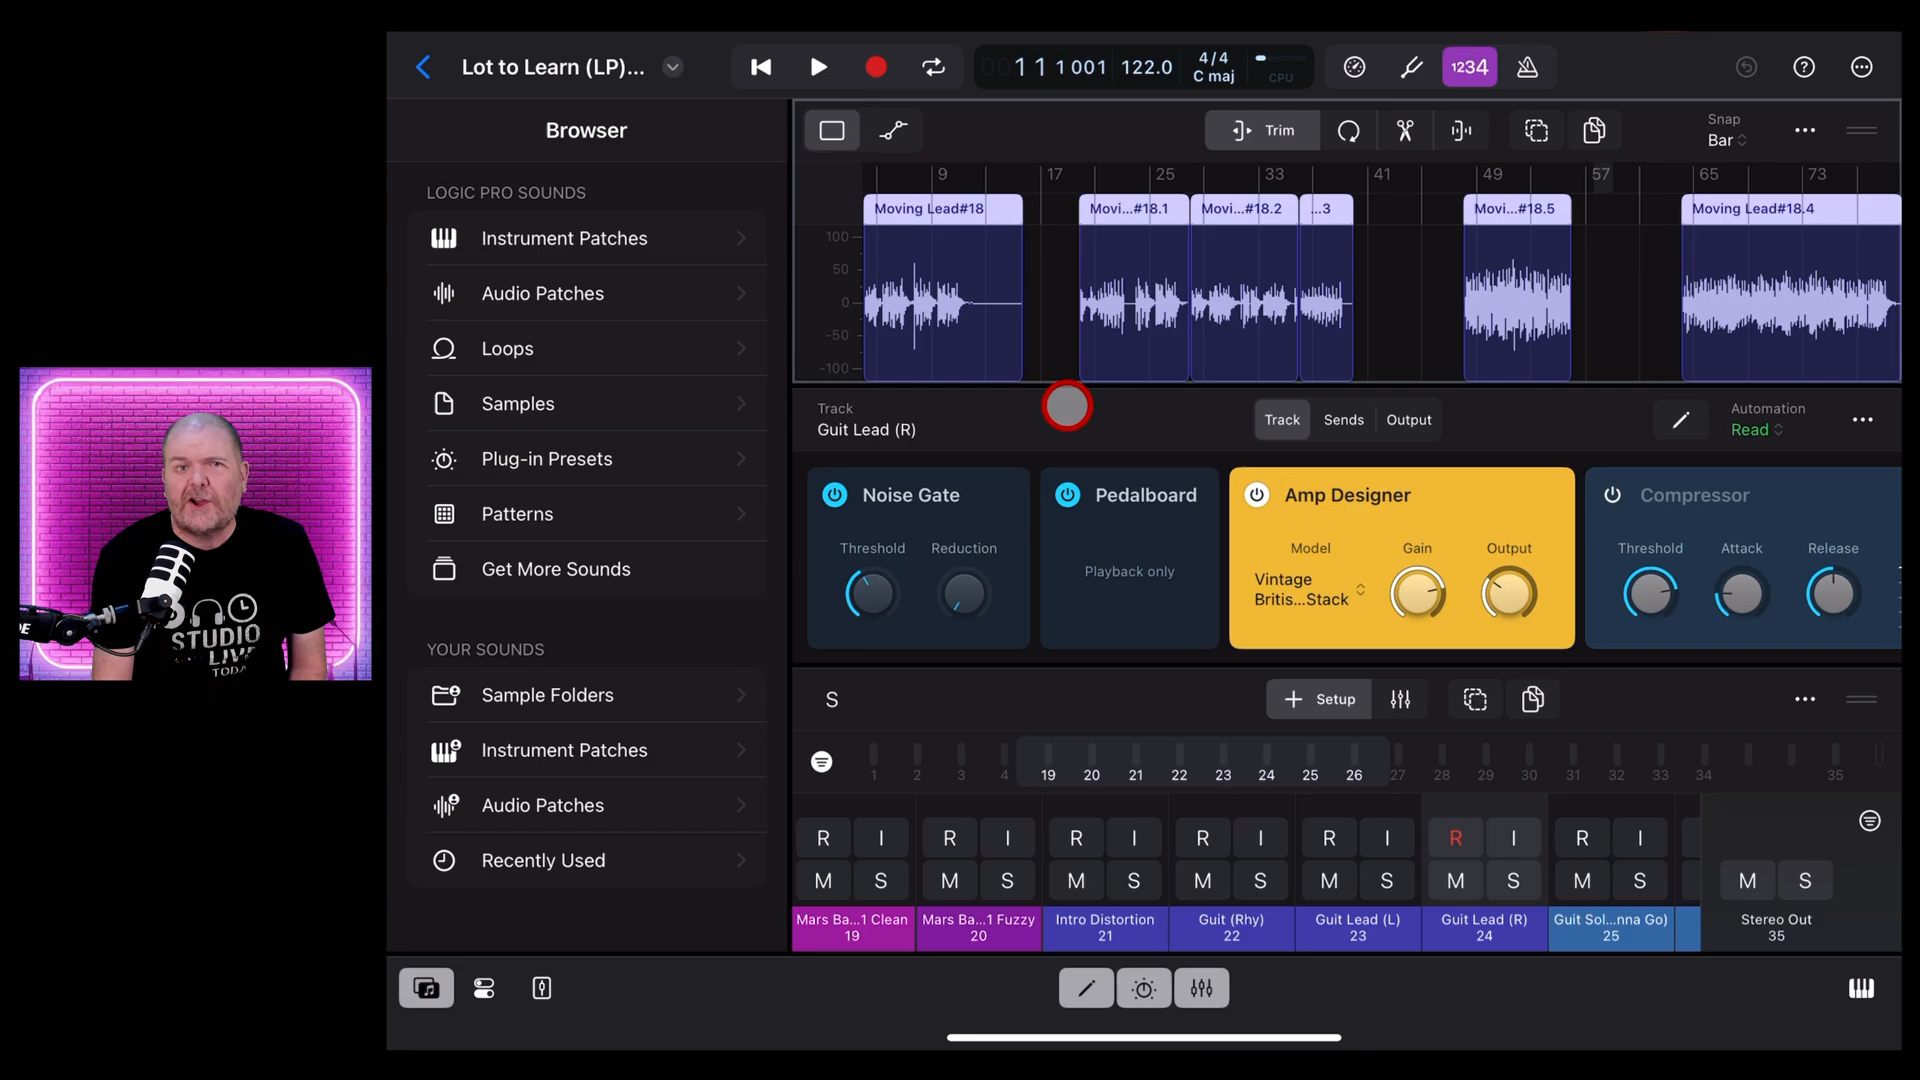 Lot to Learn (LP)...
11 1 001
122.0
4/4
C maj
CPU
1234
Browser
LOGIC PRO SOUNDS
Instrument Patches
Audio Patches
Loops
Samples
Plug-in Presets
Patterns
Get More Sounds
YOUR SOUNDS
Sample Folders
Instrument Patches
Audio Patches
Recently Used
Trim
Snap
Bar
9 17 25 33 41 49 57 65 73
Moving Lead#18
Movi...#18.1
Movi...#18.2
...3
Movi...#18.5
Moving Lead#18.4
100
50
0
-50
-100
Track
Guit Lead (R)
Track
Sends
Output
Automation
Read
Noise Gate
Threshold
Reduction
Pedalboard
Playback only
Amp Designer
Model
Vintage
Britis...Stack
Gain
Output
Compressor
Threshold
Attack
Release
S
Setup
1 2 3 4 19 20 21 22 23 24 25 26 27 28 29 30 31 32 33 34 35
R I R I R I R I R I R I R I
M S M S M S M S M S M S M S M S
Mars Ba...1 Clean
19
Mars Ba...1 Fuzzy
20
Intro Distortion
21
Guit (Rhy)
22
Guit Lead (L)
23
Guit Lead (R)
24
Guit Sol...nna Go)
25
Stereo Out
35
STUDIO
LIVE
TODA